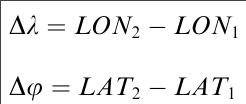 Δλ = LON₂ − LON₁
Δφ = LAT₂ − LAT₁